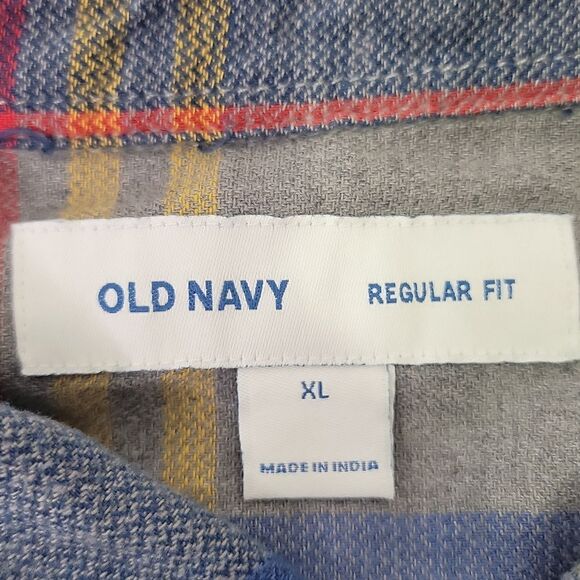 OLD NAVY REGULAR FIT
XL
MADE IN INDIA